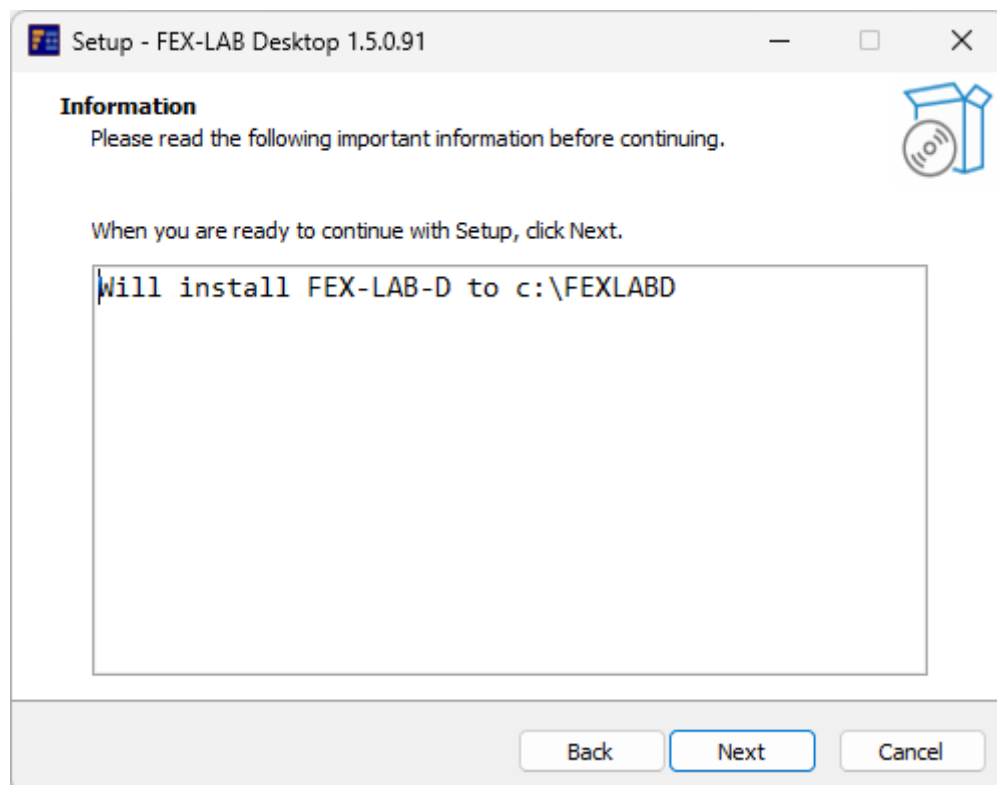 Setup - FEX-LAB Desktop 1.5.0.91
Information
Please read the following important information before continuing.
When you are ready to continue with Setup, click Next.
Will install FEX-LAB-D to c:\FEXLABD
Back
Next
Cancel